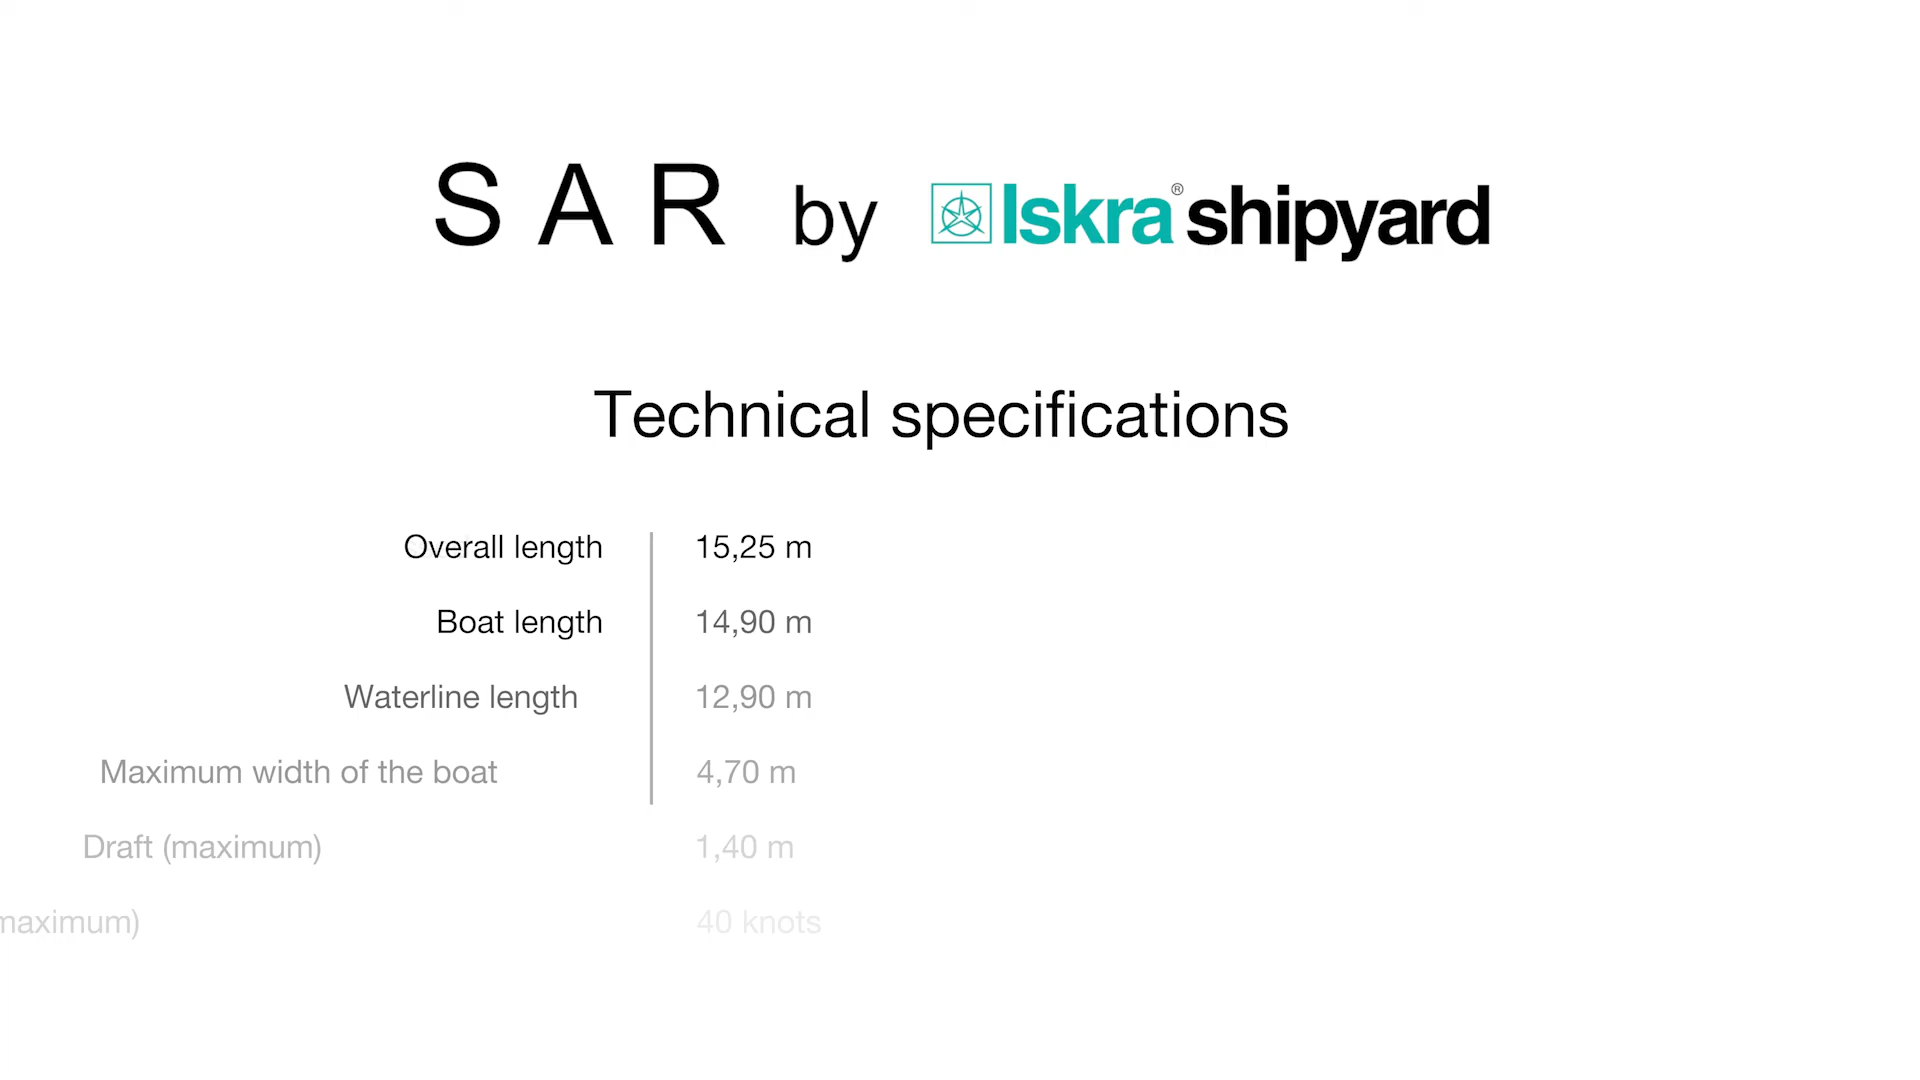 S A R by Iskra® shipyard
Technical specifications
Overall length 15,25 m
Boat length 14,90 m
Waterline length 12,90 m
Maximum width of the boat 4,70 m
Draft (maximum) 1,40 m
maximum) 40 knots